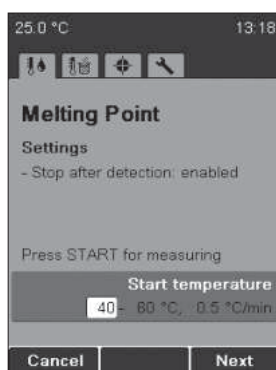 25.0 °C 13:18
Melting Point
Settings
- Stop after detection: enabled
Press START for measuring
Start temperature
40 - 60 °C, 0.5 °C/min
Cancel Next